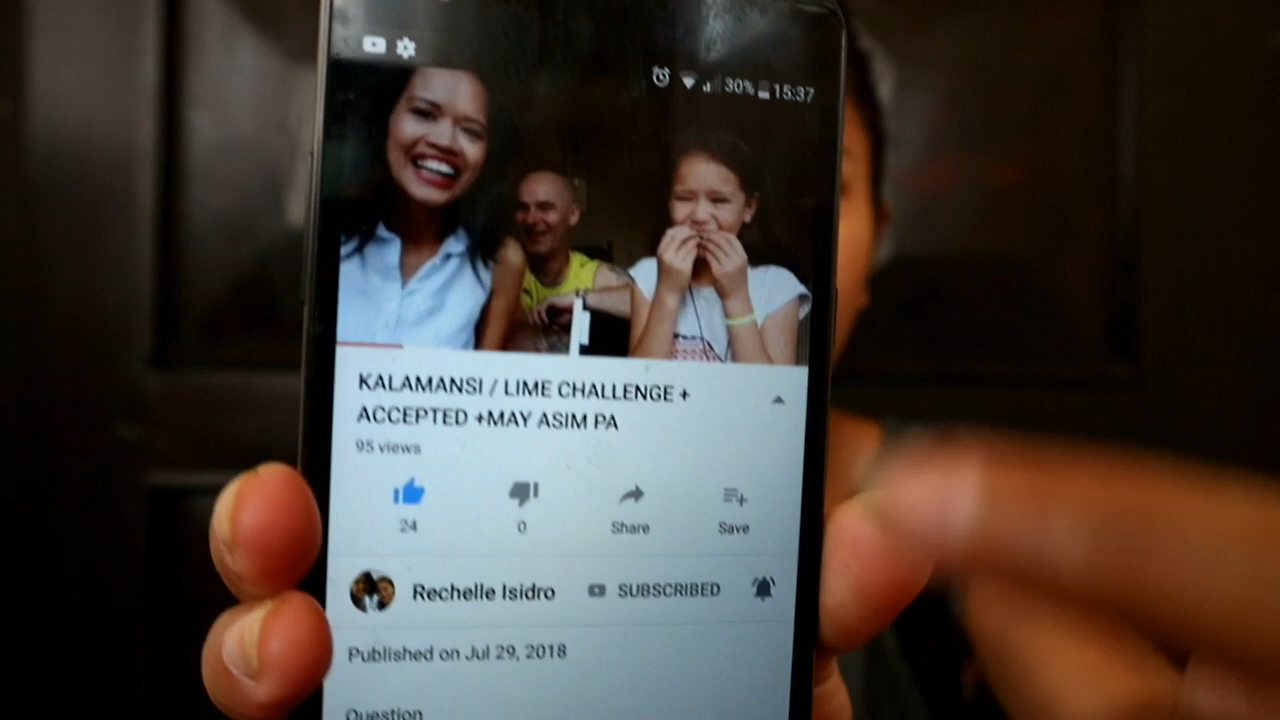 30% 15:37
KALAMANSI / LIME CHALLENGE +
ACCEPTED +MAY ASIM PA
95 views
24 0 Share Save
Rechelle Isidro SUBSCRIBED
Published on Jul 29, 2018
Question